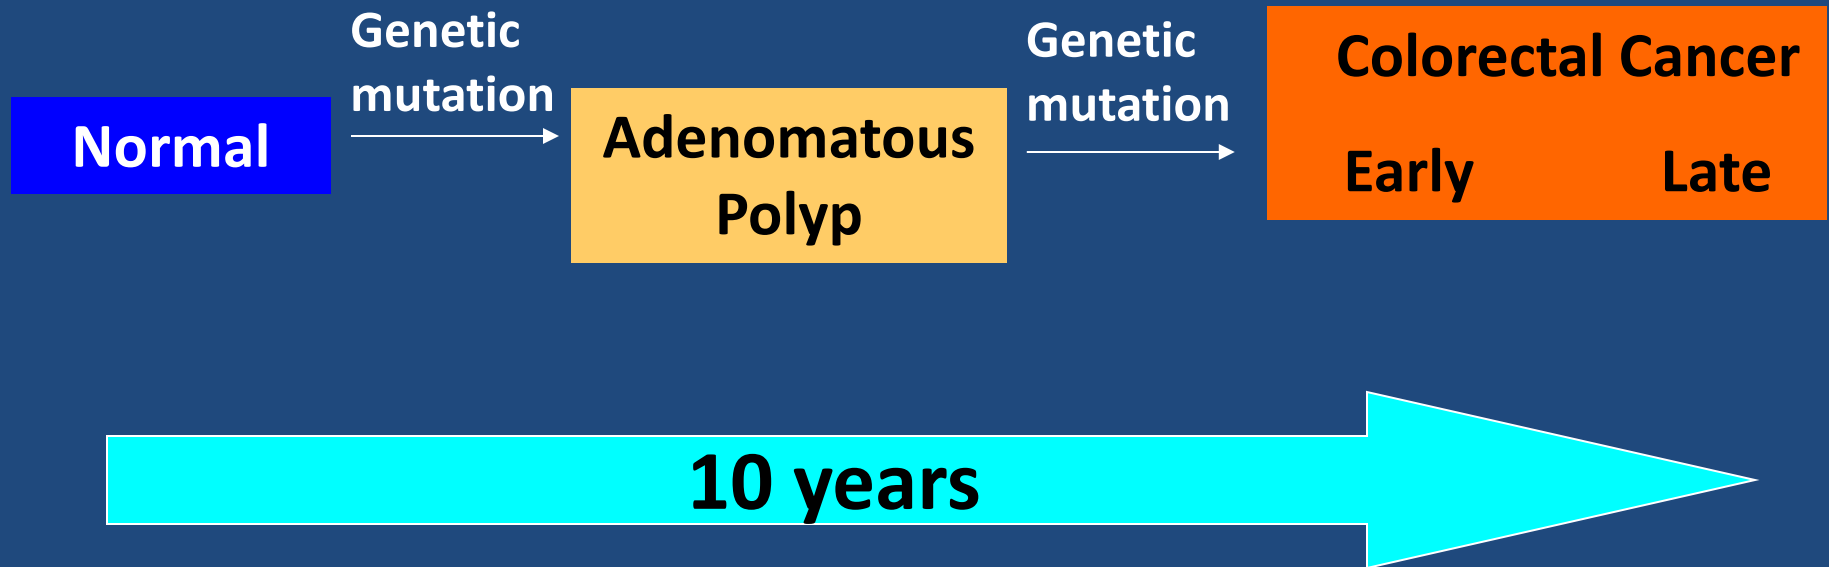 Normal
Genetic
mutation
Adenomatous
Polyp
Genetic
mutation
Colorectal Cancer
Early Late
10 years